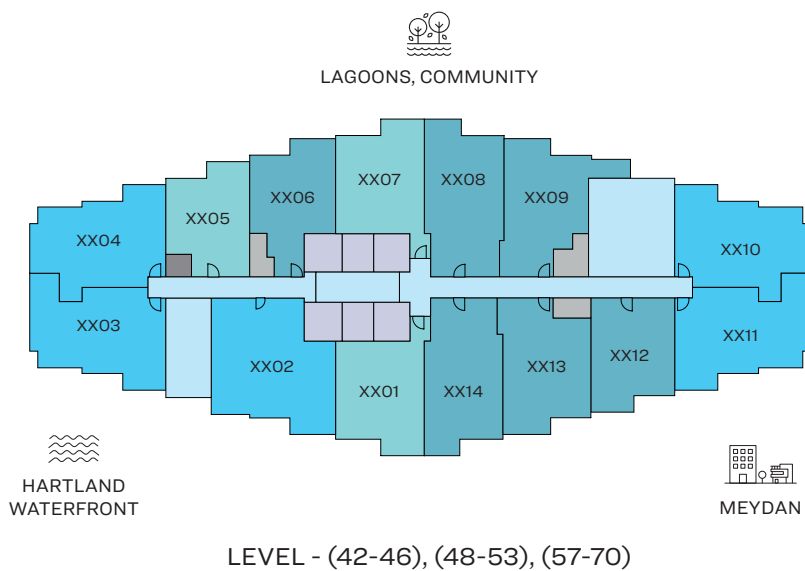 LAGOONS, COMMUNITY
XX07
XX08
XX06
XX09
XX05
XX04
XX10
XX03
XX11
XX02
XX12
XX01
XX14
XX13
HARTLAND
WATERFRONT
MEYDAN
LEVEL - (42-46), (48-53), (57-70)